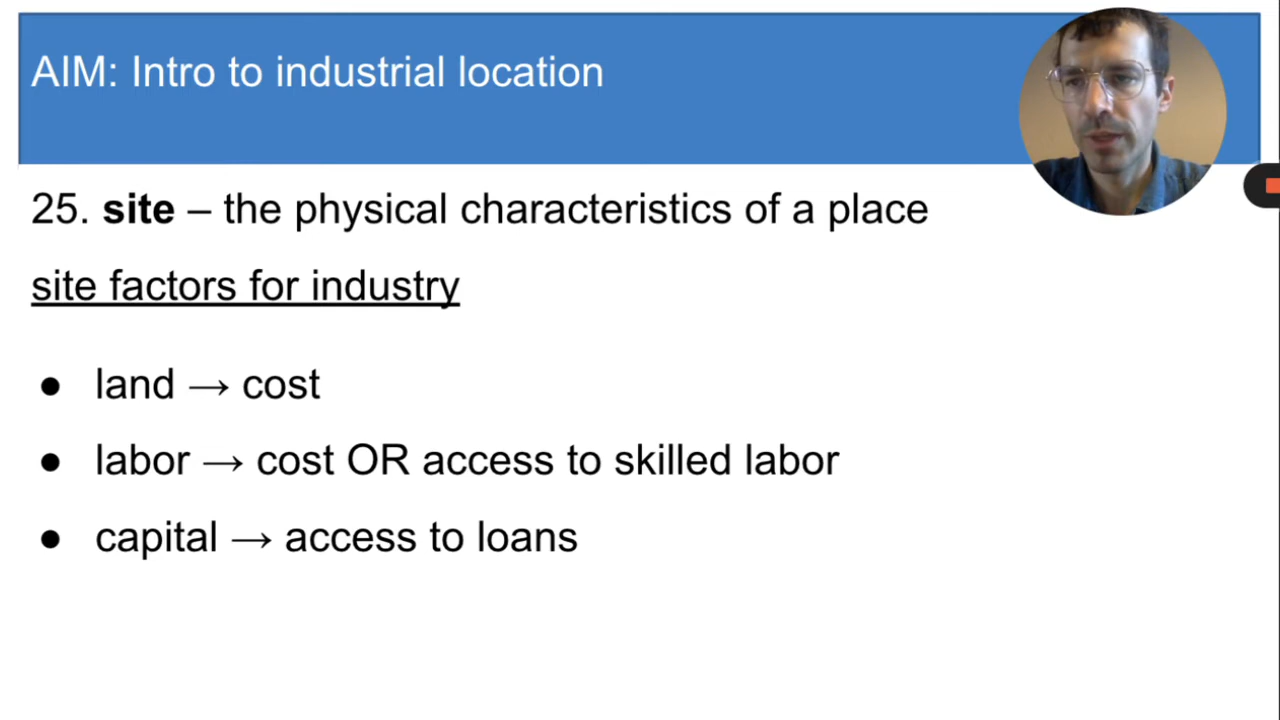 AIM: Intro to industrial location
25. site – the physical characteristics of a place
site factors for industry
● land → cost
● labor → cost OR access to skilled labor
● capital → access to loans